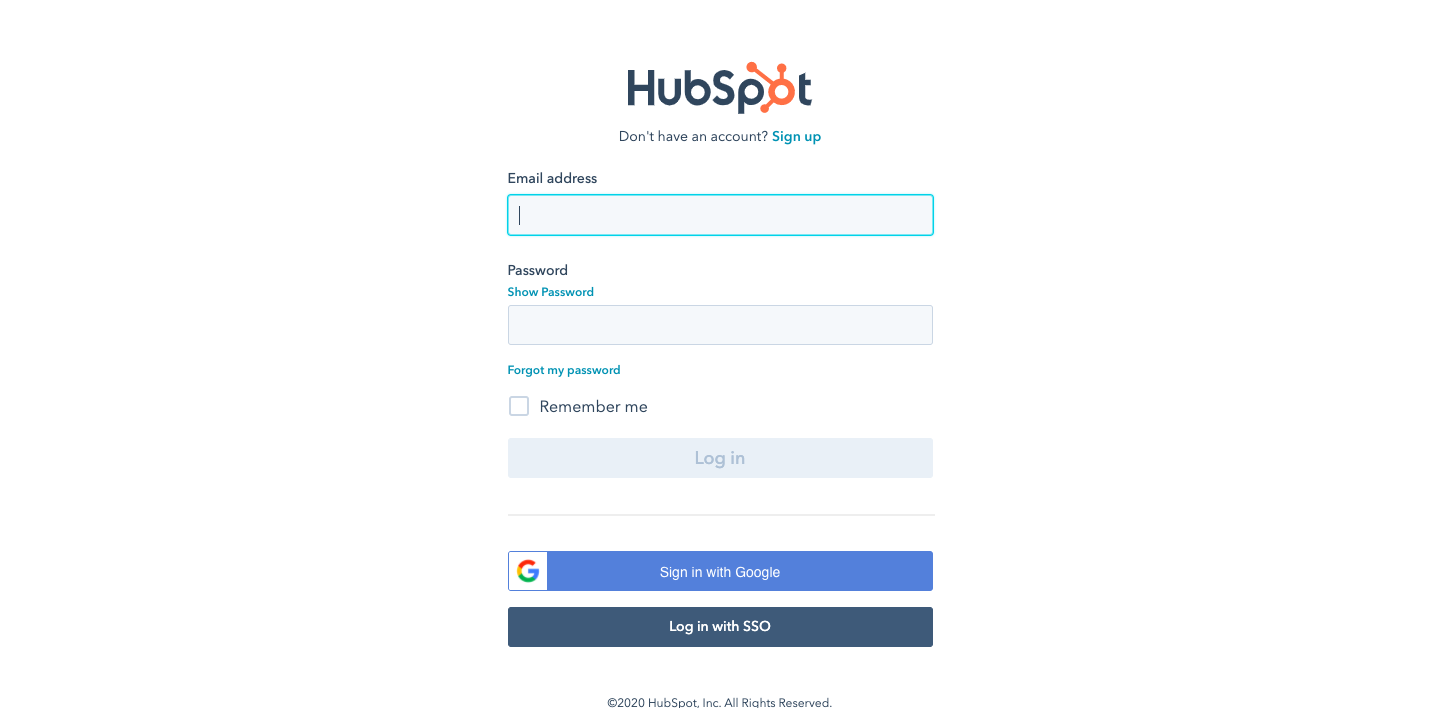 HubSpot
Don't have an account? Sign up
Email address
Password
Show Password
Forgot my password
Remember me
Log in
Sign in with Google
Log in with SSO
©2020 HubSpot, Inc. All Rights Reserved.